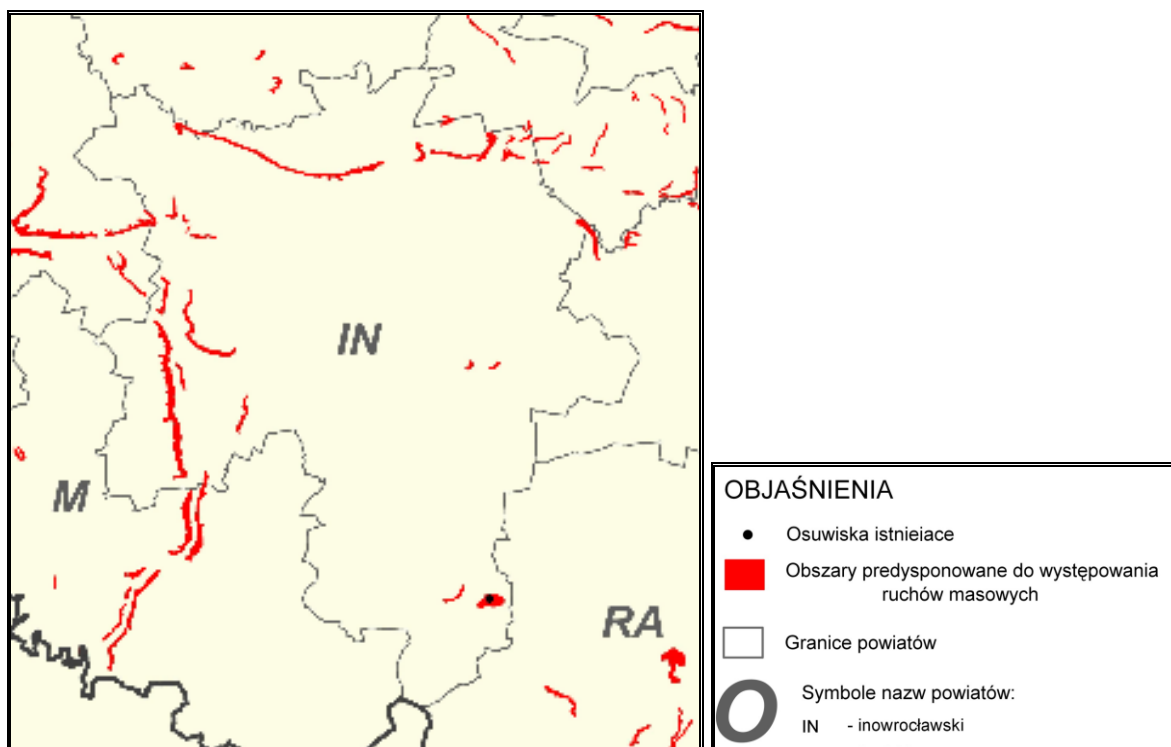 IN
M
RA
OBJAŚNIENIA
Osuwiska istnieiace
Obszary predysponowane do występowania
ruchów masowych
Granice powiatów
O
Symbole nazw powiatów:
IN - inowrocławski